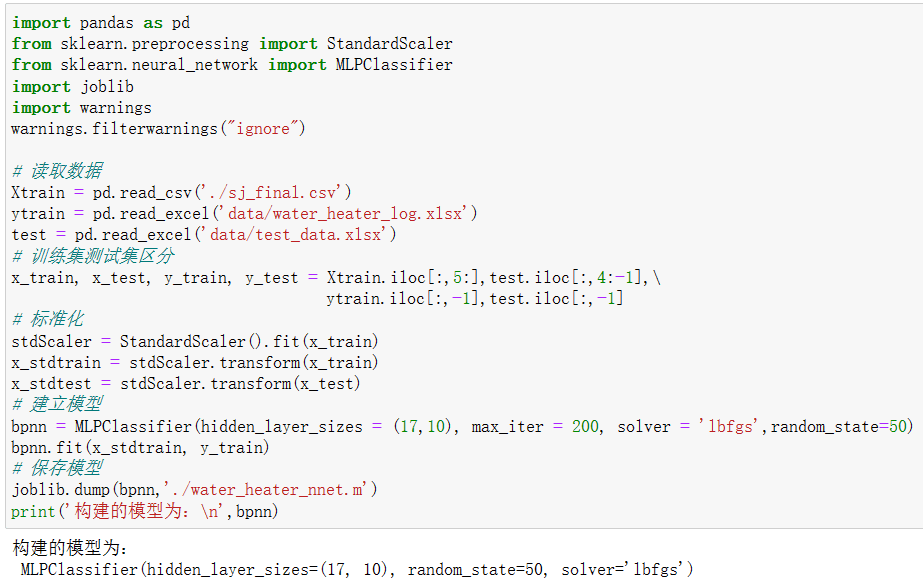 import pandas as pd
from sklearn.preprocessing import StandardScaler
from sklearn.neural_network import MLPClassifier
import joblib
import warnings
warnings.filterwarnings("ignore")
# 读取数据
Xtrain = pd.read_csv('./sj_final.csv')
ytrain = pd.read_excel('data/water_heater_log.xlsx')
test = pd.read_excel('data/test_data.xlsx')
# 训练集测试集区分
x_train, x_test, y_train, y_test = Xtrain.iloc[:,5:],test.iloc[:,4:-1],\
                                   ytrain.iloc[:,-1],test.iloc[:,-1]
# 标准化
stdScaler = StandardScaler().fit(x_train)
x_stdtrain = stdScaler.transform(x_train)
x_stdtest = stdScaler.transform(x_test)
# 建立模型
bpnn = MLPClassifier(hidden_layer_sizes = (17,10), max_iter = 200, solver = 'lbfgs',random_state=50)
bpnn.fit(x_stdtrain, y_train)
# 保存模型
joblib.dump(bpnn,'./water_heater_nnet.m')
print('构建的模型为：\n',bpnn)
构建的模型为：
 MLPClassifier(hidden_layer_sizes=(17, 10), random_state=50, solver='lbfgs')